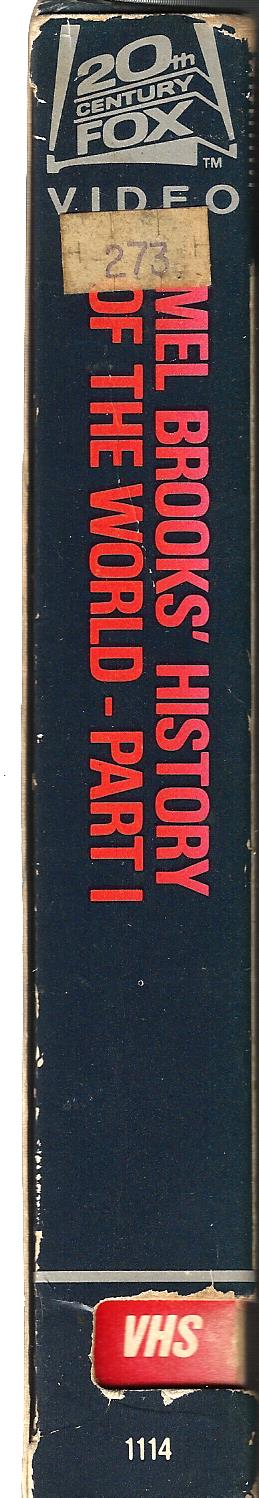 20th
CENTURY
FOX
TM
VIDEO
273
MEL BROOKS' HISTORY
OF THE WORLD - PART I
VHS
1114